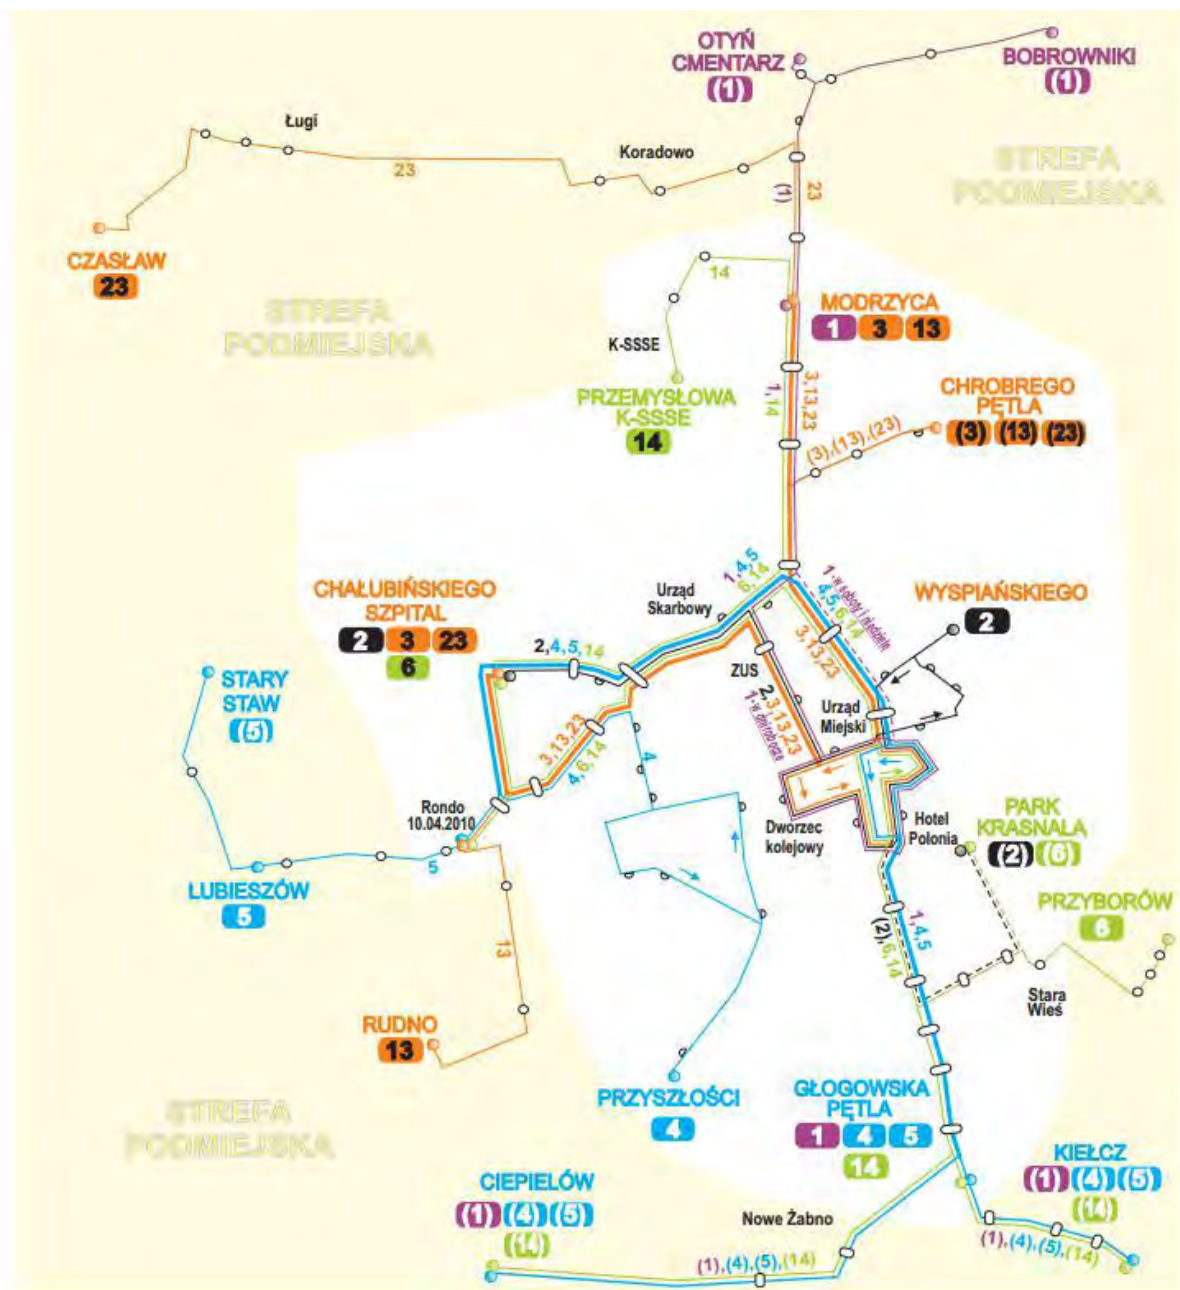 OTYŃ
CMENTARZ
(1)
BOBROWNIKI
(1)
Ługi
Koradowo
23
STREFA
PODMIEJSKA
(1)
23
CZASŁAW
23
14
STREFA
PODMIEJSKA
MODRZYCA
1 3 13
K-SSSE
PRZEMYSŁOWA
K-SSSE
14
1,14
3,13,23
CHROBREGO
PĘTLA
(3) (13) (23)
(3),(13),(23)
1,4,5
6,14
1-w soboty i niedziele
4,5,6,14
3,13,23
CHAŁUBIŃSKIEGO
SZPITAL
2 3 23
6
Urząd
Skarbowy
WYSPIAŃSKIEGO
2
2,4,5,14
ZUS
STARY
STAW
(5)
Urząd
Miejski
2,3,13,23
1-w dni robocze
3,13,23
4,6,14
4
Rondo
10.04.2010
Dworzec
kolejowy
Hotel
Polonia
PARK
KRASNALA
(2) (6)
5
ŁUBIESZÓW
5
PRZYBORÓW
6
1,4,5
(2),6,14
13
Stara
Wieś
RUDNO
13
PRZYSZŁOŚCI
4
GŁOGOWSKA
PĘTLA
1 4 5
14
STREFA
PODMIEJSKA
CIEPIELÓW
(1) (4) (5)
(14)
KIEŁCZ
(1) (4) (5)
(14)
Nowe Żabno
(1),(4),(5),(14)
(1),(4),(5),(14)